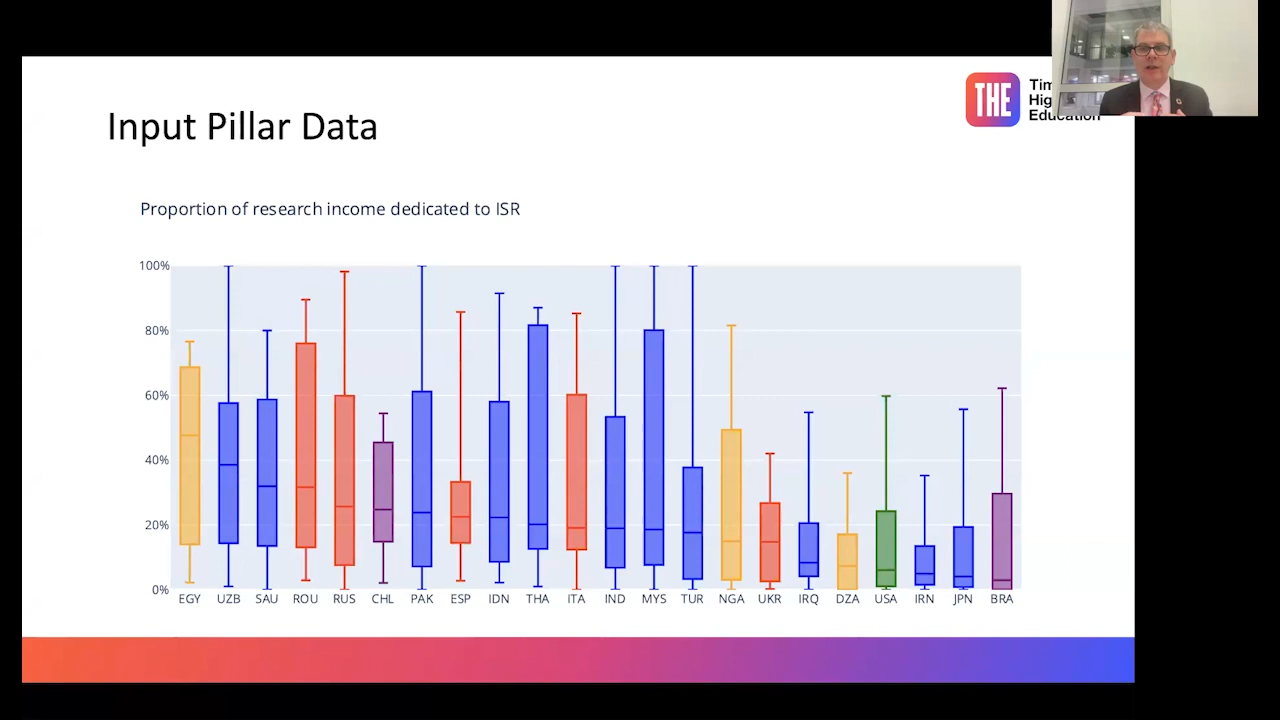 Input Pillar Data
THE
Education
Proportion of research income dedicated to ISR
100%
80%
60%
40%
20%
0%
EGY UZB SAU ROU RUS CHL PAK ESP IDN THA ITA IND MYS TUR NGA UKR IRQ DZA USA IRN JPN BRA